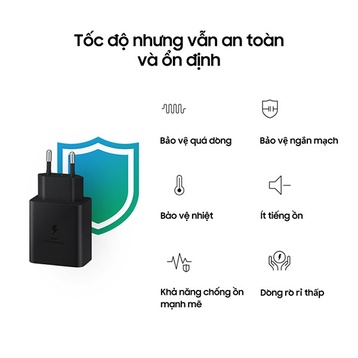 Tốc độ nhưng vẫn an toàn
và ổn định
Bảo vệ quá dòng
Bảo vệ ngắn mạch
Bảo vệ nhiệt
Ít tiếng ồn
Khả năng chống ồn
mạnh mẽ
Dòng rò rỉ thấp